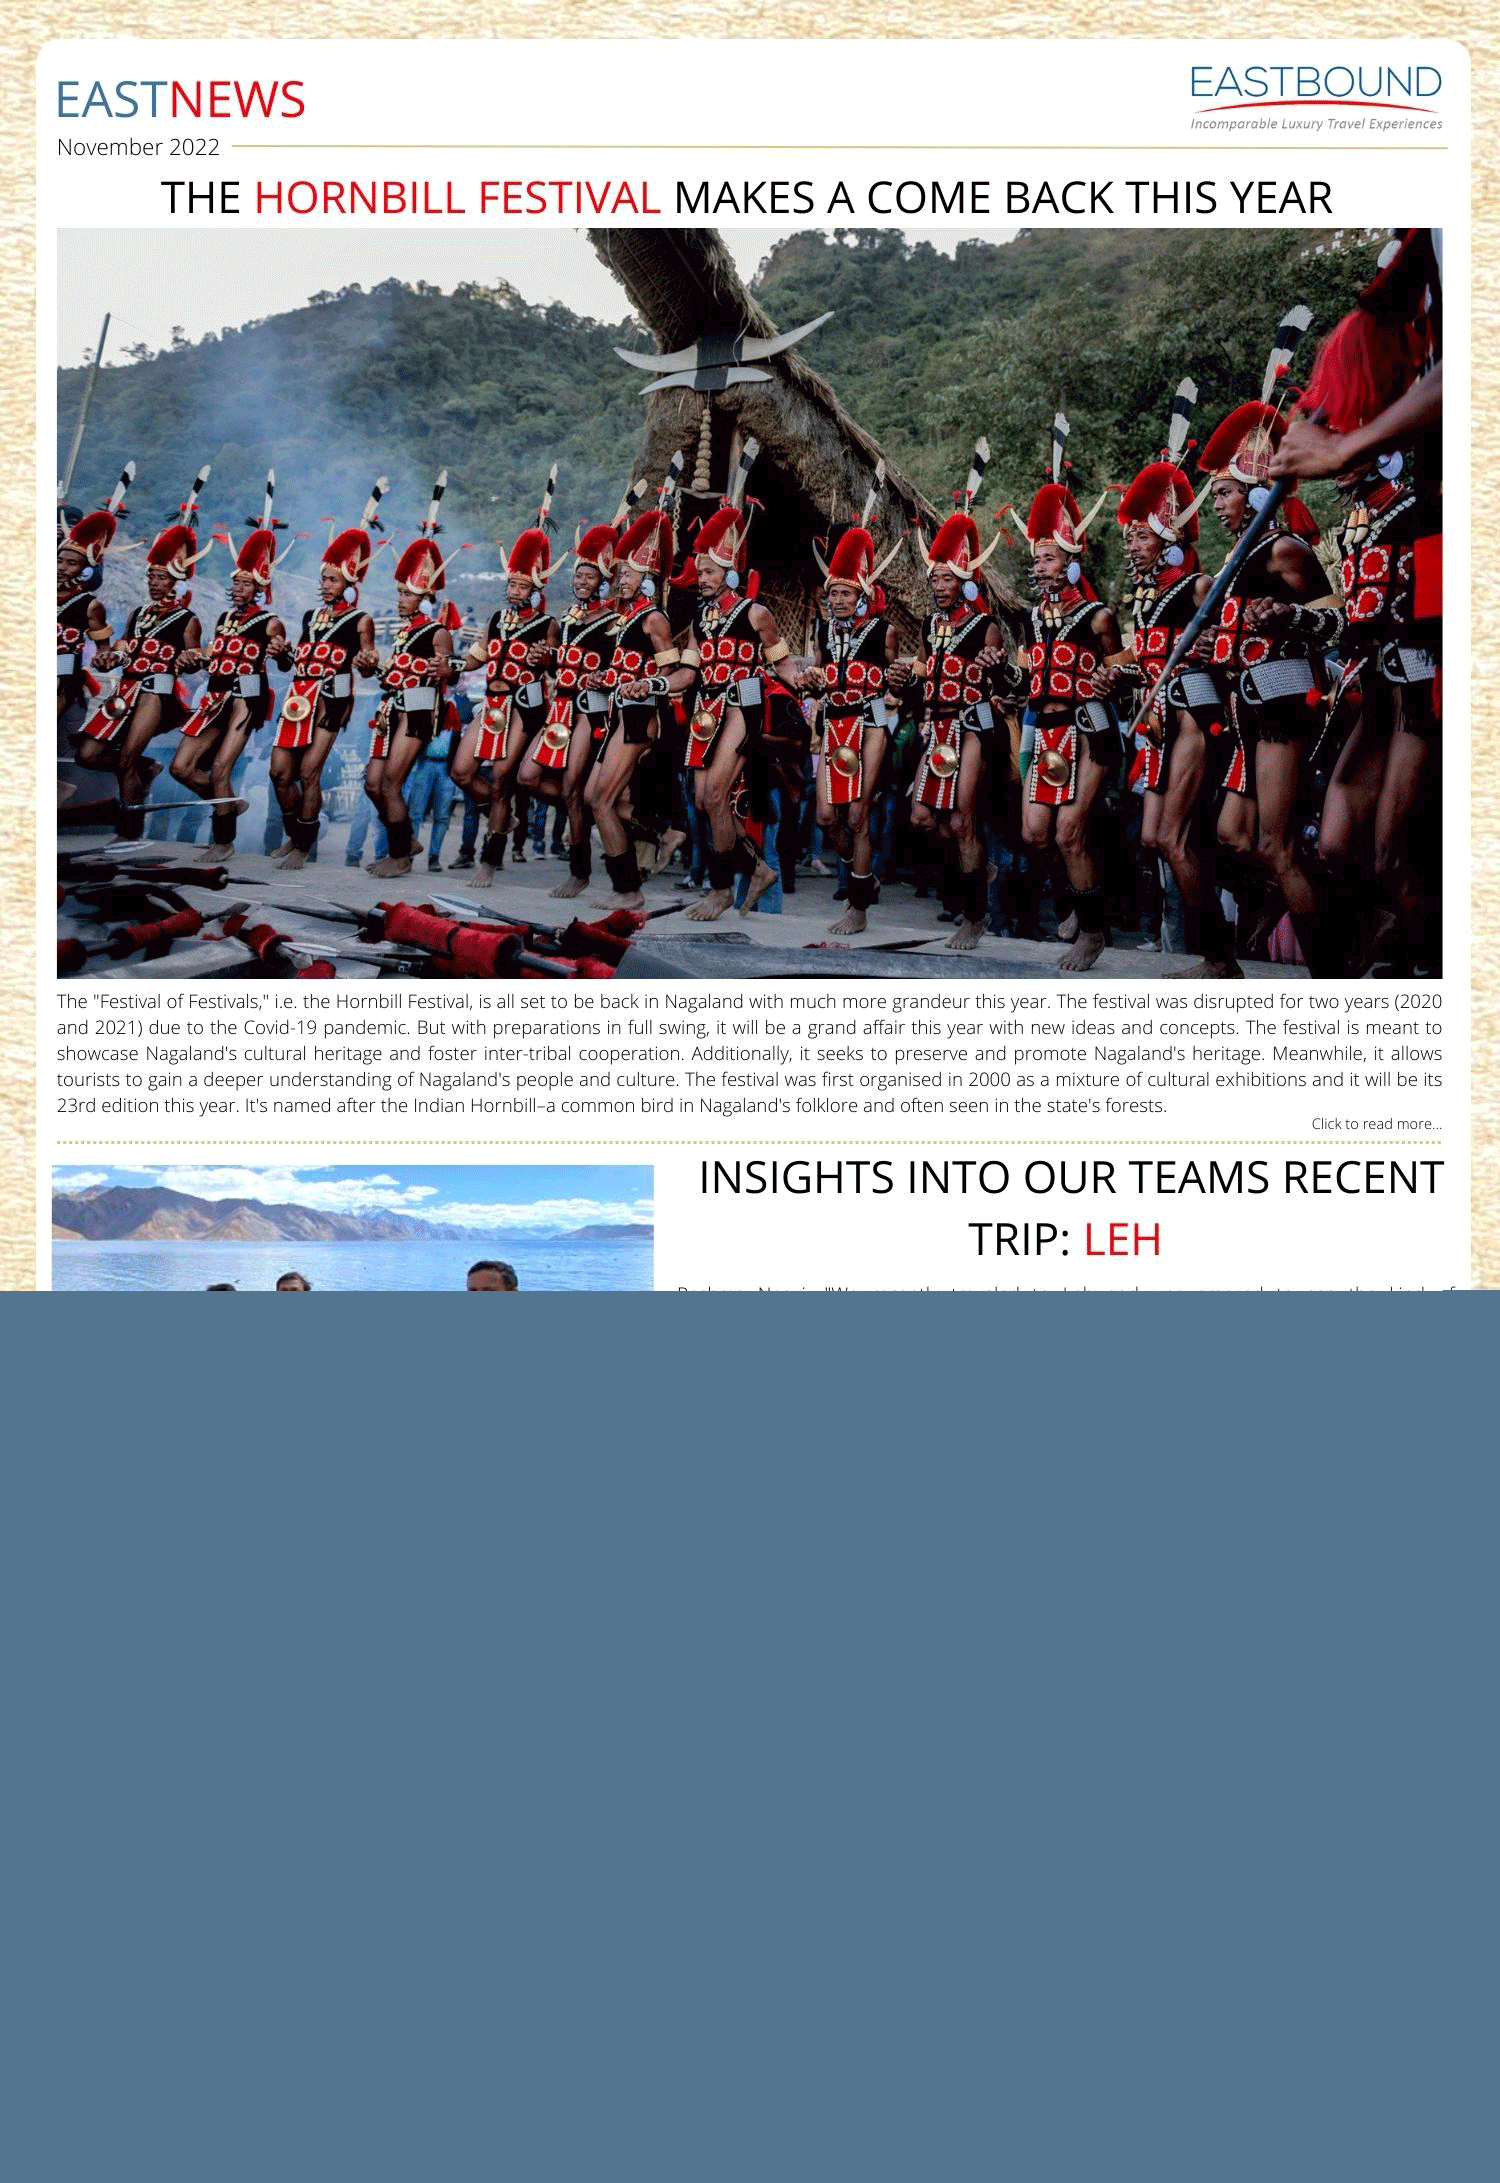 EASTNEWS
EASTBOUND
Incomparable Luxury Travel Experiences
November 2022
THE HORNBILL FESTIVAL MAKES A COME BACK THIS YEAR
The "Festival of Festivals," i.e. the Hornbill Festival, is all set to be back in Nagaland with much more grandeur this year. The festival was disrupted for two years (2020
and 2021) due to the Covid-19 pandemic. But with preparations in full swing, it will be a grand affair this year with new ideas and concepts. The festival is meant to
showcase Nagaland's cultural heritage and foster inter-tribal cooperation. Additionally, it seeks to preserve and promote Nagaland's heritage. Meanwhile, it allows
tourists to gain a deeper understanding of Nagaland's people and culture. The festival was first organised in 2000 as a mixture of cultural exhibitions and it will be its
23rd edition this year. It's named after the Indian Hornbill–a common bird in Nagaland's folklore and often seen in the state's forests.
Click to read more...
INSIGHTS INTO OUR TEAMS RECENT
TRIP: LEH